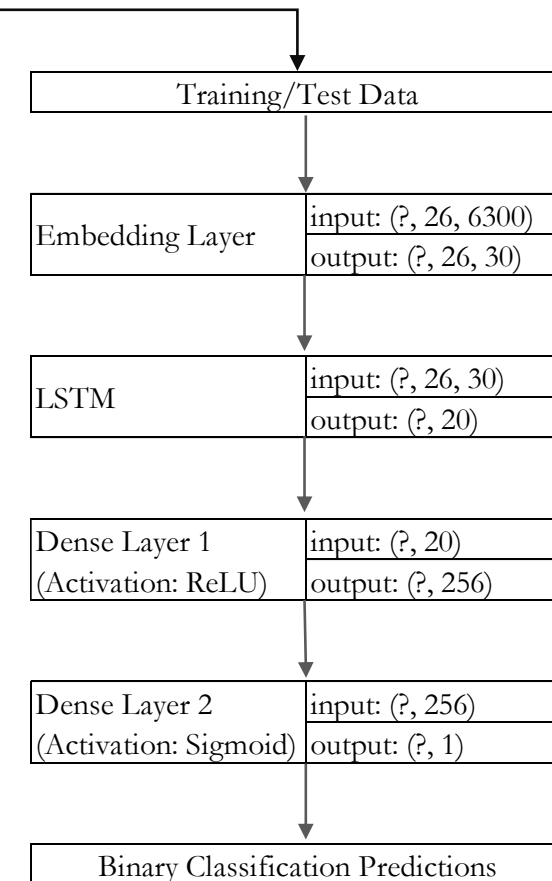 Training/Test Data
Embedding Layer
input: (?, 26, 6300)
output: (?, 26, 30)
LSTM
input: (?, 26, 30)
output: (?, 20)
Dense Layer 1
(Activation: ReLU)
input: (?, 20)
output: (?, 256)
Dense Layer 2
(Activation: Sigmoid)
input: (?, 256)
output: (?, 1)
Binary Classification Predictions